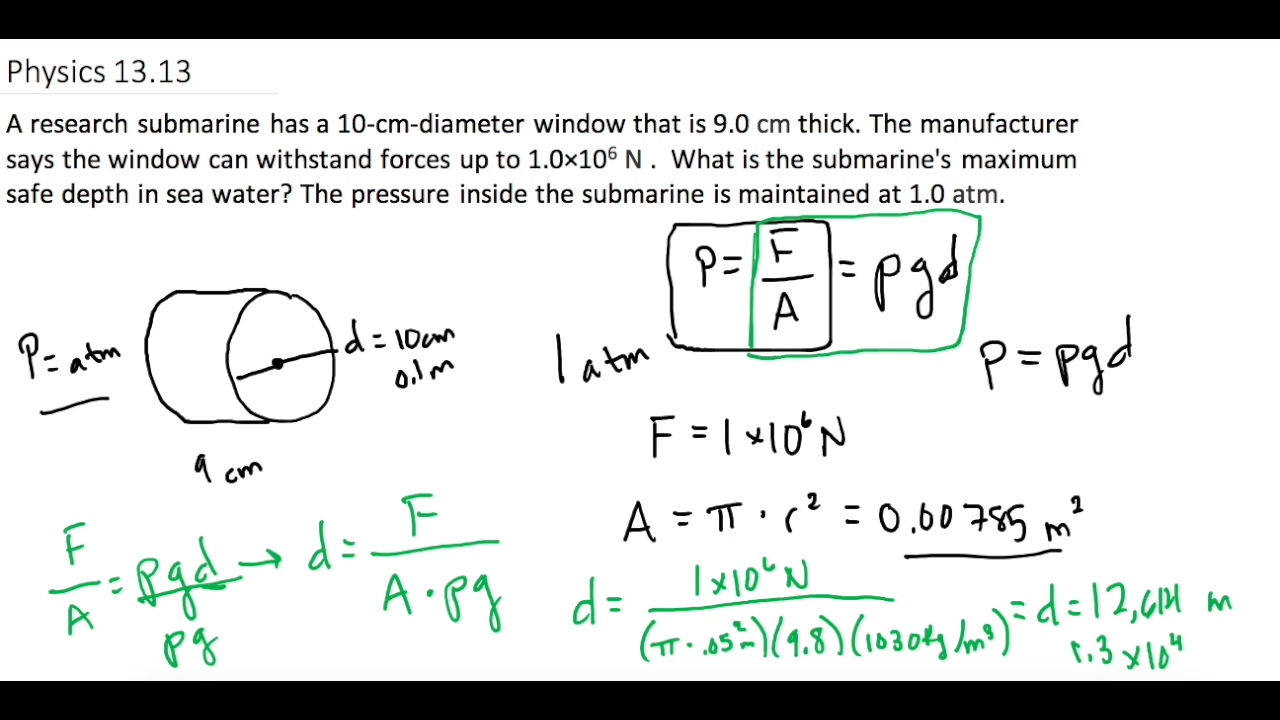 Physics 13.13
A research submarine has a 10-cm-diameter window that is 9.0 cm thick. The manufacturer
says the window can withstand forces up to 1.0×10⁶ N . What is the submarine's maximum
safe depth in sea water? The pressure inside the submarine is maintained at 1.0 atm.
P = F/A = ρgd
P = atm
d = 10cm
0.1m
1 atm
P = ρgd
F = 1×10⁶ N
9 cm
A = π · r² = 0.00785 m²
F/A = ρgd/ρg → d = F/(A · ρg)
d = 1×10⁶ N/(π · .05²m)(9.8)(1030kg/m³) = d = 12,614 m
1.3 × 10⁴